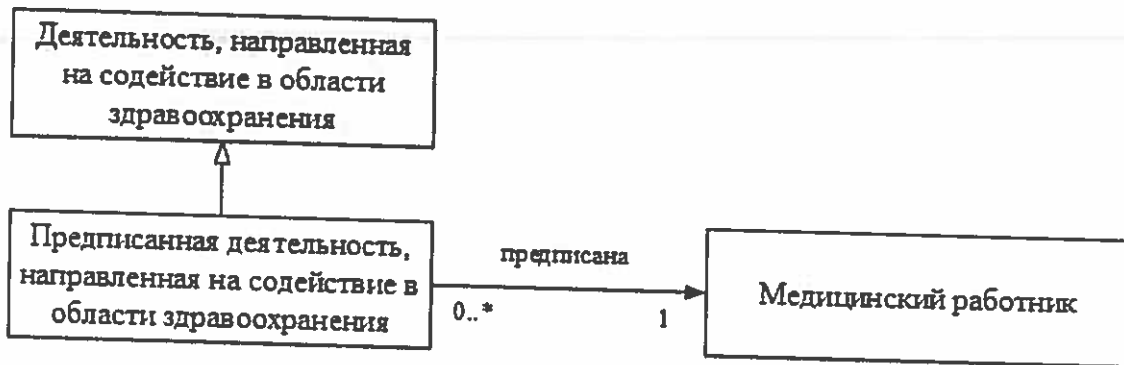 Деятельность, направленная
на содействие в области
здравоохранения
Предписанная деятельность,
направленная на содействие в
области здравоохранения
предписана
0..*
1
Медицинский работник